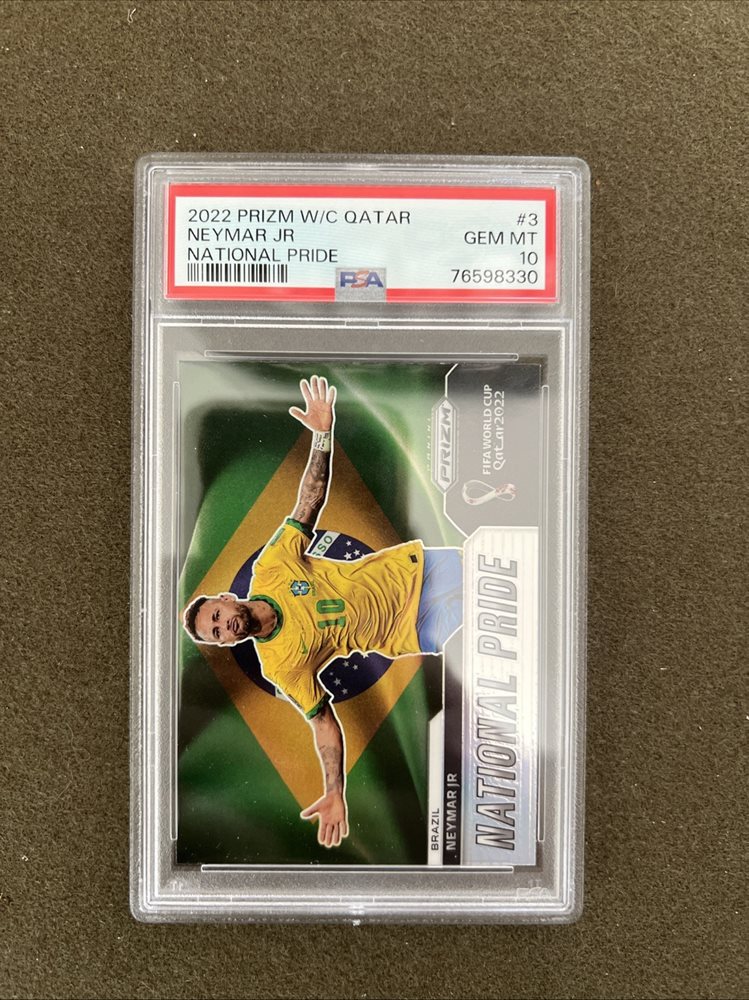 2022 PRIZM W/C QATAR #3
NEYMAR JR GEM MT
NATIONAL PRIDE 10
PSA 76598330
PANINI
PRIZM
FIFA WORLD CUP
Qatar2022
10
BRAZIL
NEYMAR JR
NATIONAL PRIDE